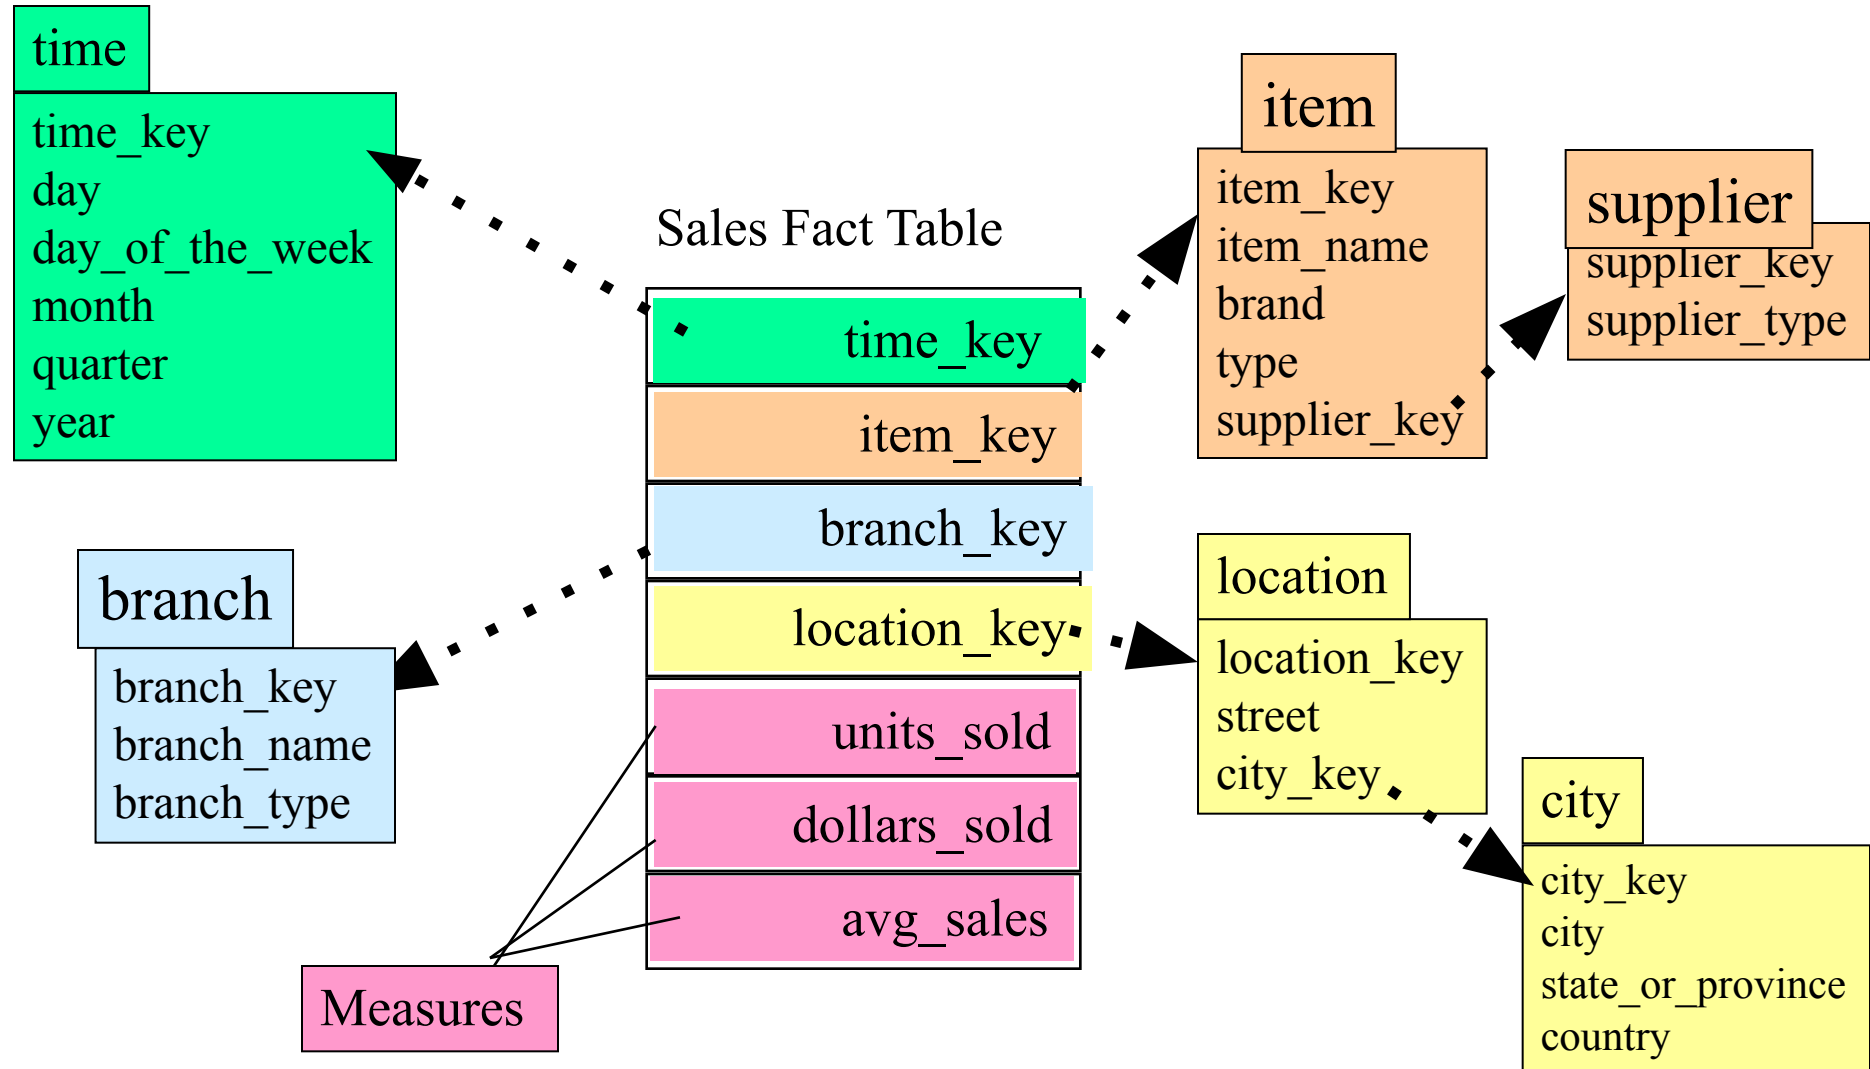 time
time_key
day
day_of_the_week
month
quarter
year
branch
branch_key
branch_name
branch_type
Sales Fact Table
time_key
item_key
branch_key
location_key
units_sold
dollars_sold
avg_sales
Measures
item
item_key
item_name
brand
type
supplier_key
supplier
supplier_key
supplier_type
location
location_key
street
city_key
city
city_key
city
state_or_province
country